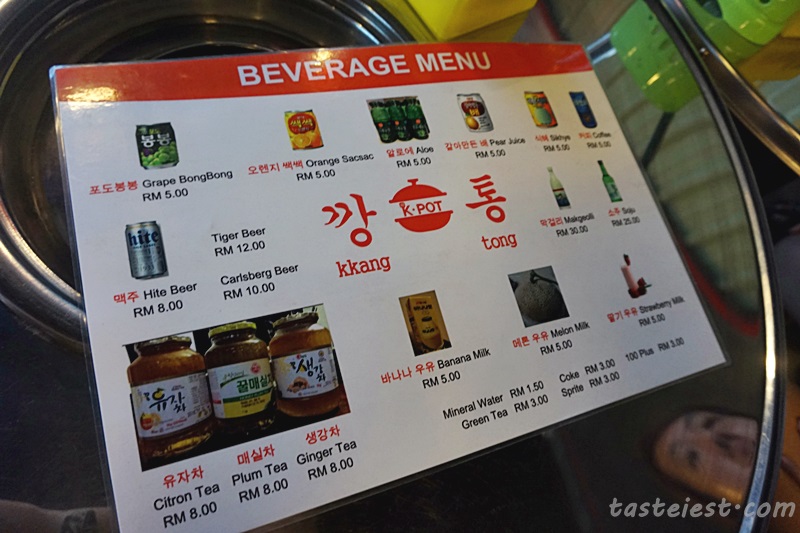 BEVERAGE MENU
포도봉봉 Grape BongBong
RM 5.00
오렌지 쌕쌕 Orange Sacsac
RM 5.00
알로에 Aloe
RM 5.00
갈아만든 배 Pear Juice
RM 5.00
식혜 Sikhye
RM 5.00
커피 Coffee
RM 5.00
hite
맥주 Hite Beer
RM 8.00
Tiger Beer
RM 12.00
Carlsberg Beer
RM 10.00
깡 K·POT 통
kkang tong
막걸리 Makgeolli
RM 30.00
소주 Soju
RM 25.00
바나나 우유 Banana Milk
RM 5.00
메론 우유 Melon Milk
RM 5.00
딸기 우유 Strawberry Milk
RM 5.00
유자차
꿀매실차
생강차
유자차
Citron Tea
RM 8.00
매실차
Plum Tea
RM 8.00
생강차
Ginger Tea
RM 8.00
Mineral Water RM 1.50
Green Tea RM 3.00
Coke RM 3.00
Sprite RM 3.00
100 Plus RM 3.00
tasteiest.com